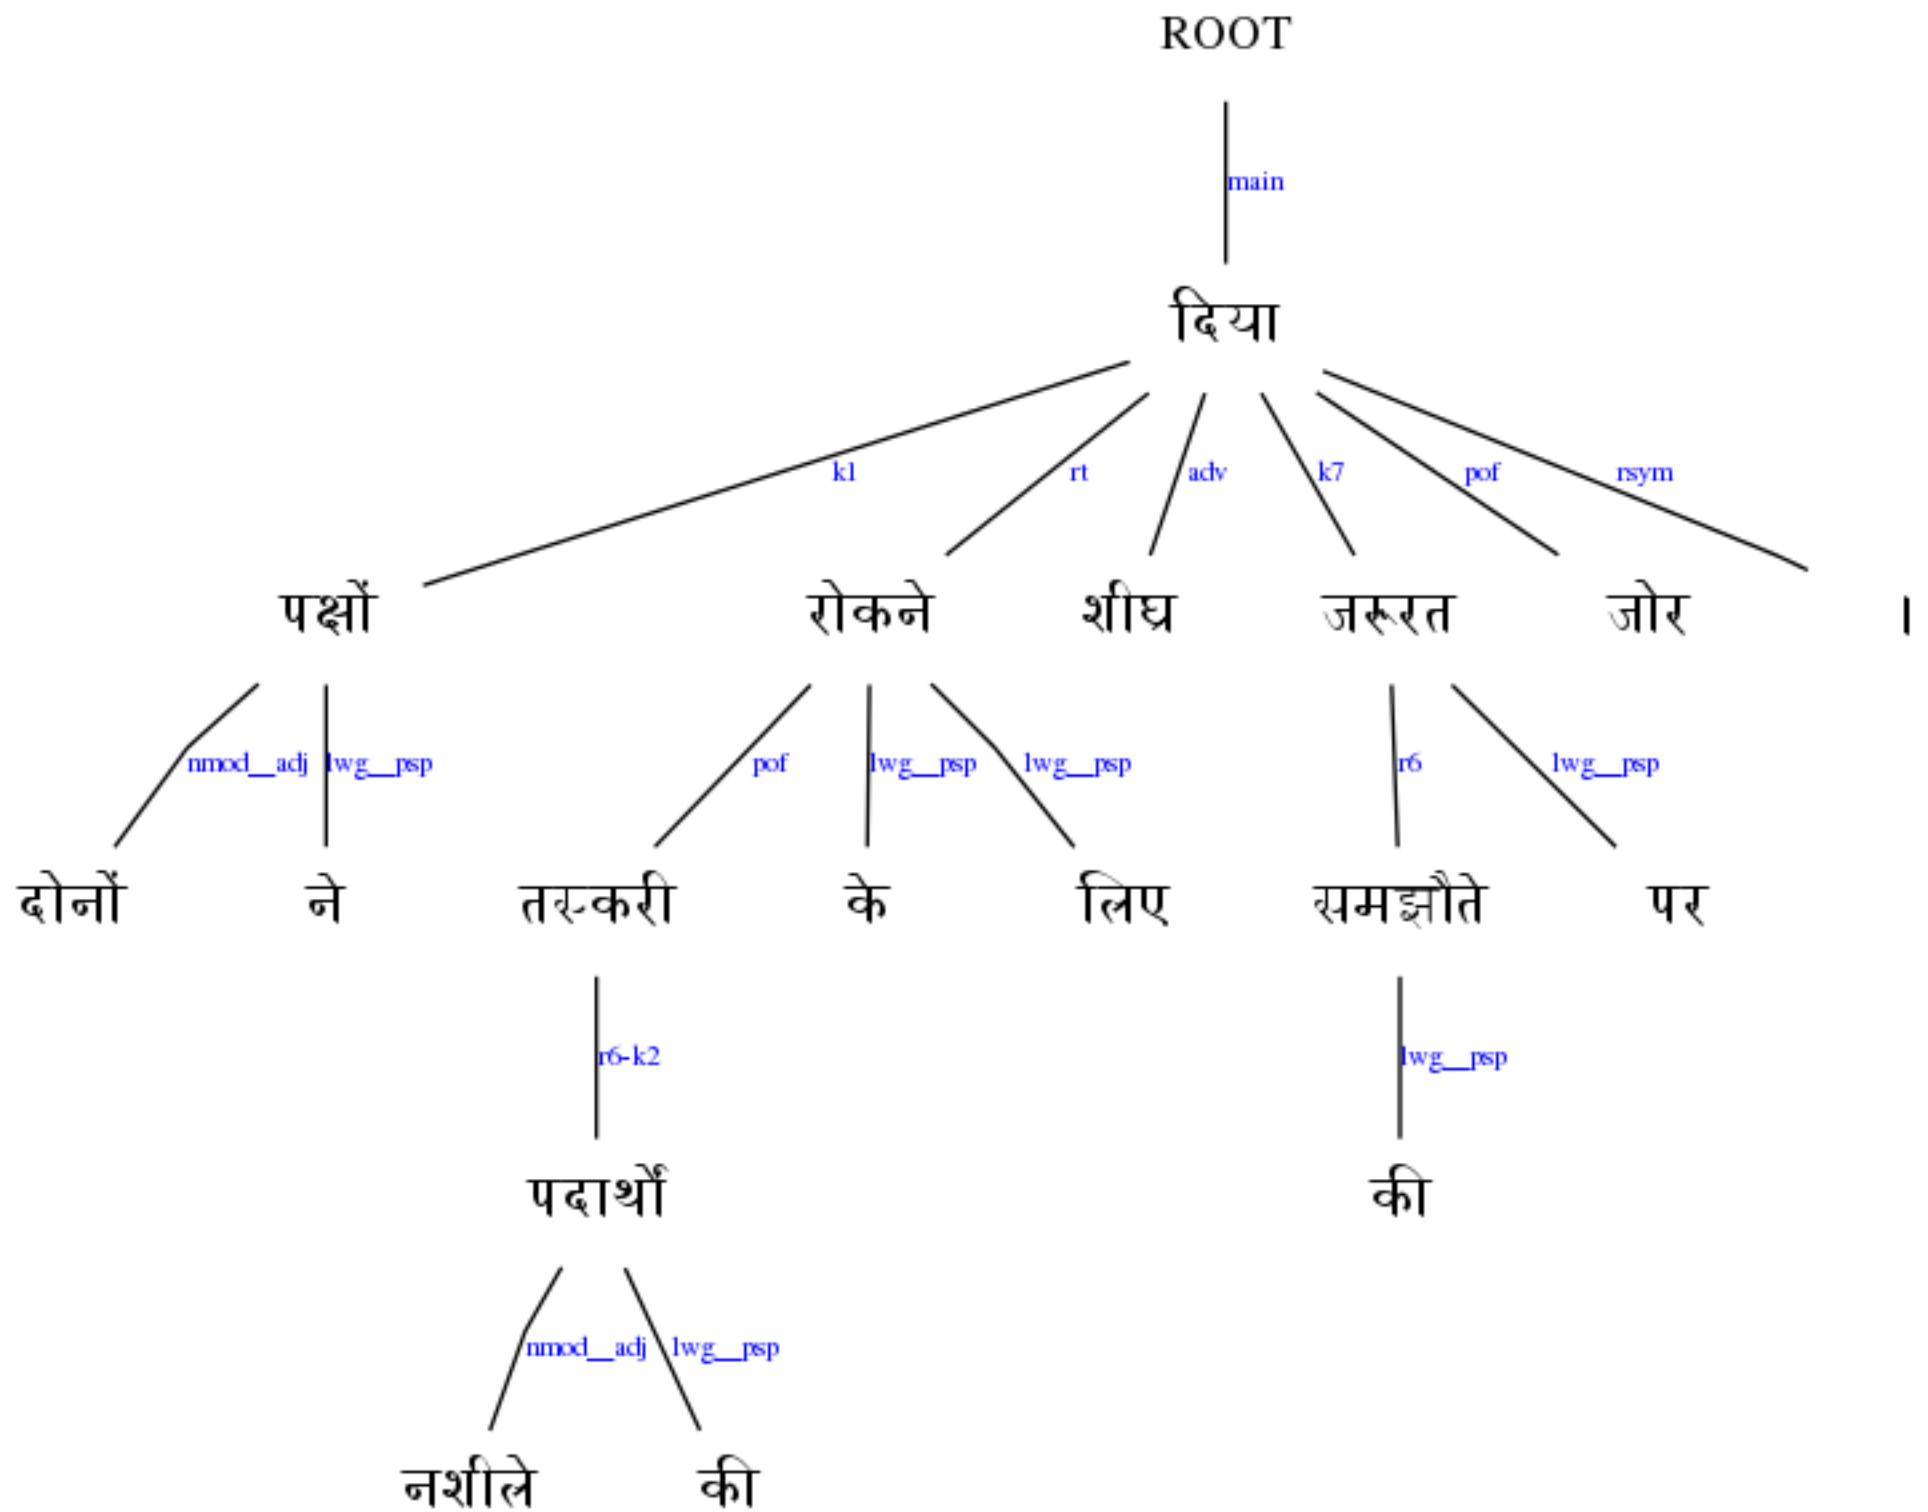 ROOT
main
दिया
k1 rt adv k7 pof rsym
पक्षों रोकने शीघ्र जरूरत जोर ।
nmod__adj lwg__psp pof lwg__psp lwg__psp r6 lwg__psp
दोनों ने तस्करी के लिए समझौते पर
r6-k2 lwg__psp
पदार्थों की
nmod__adj lwg__psp
नशीले की